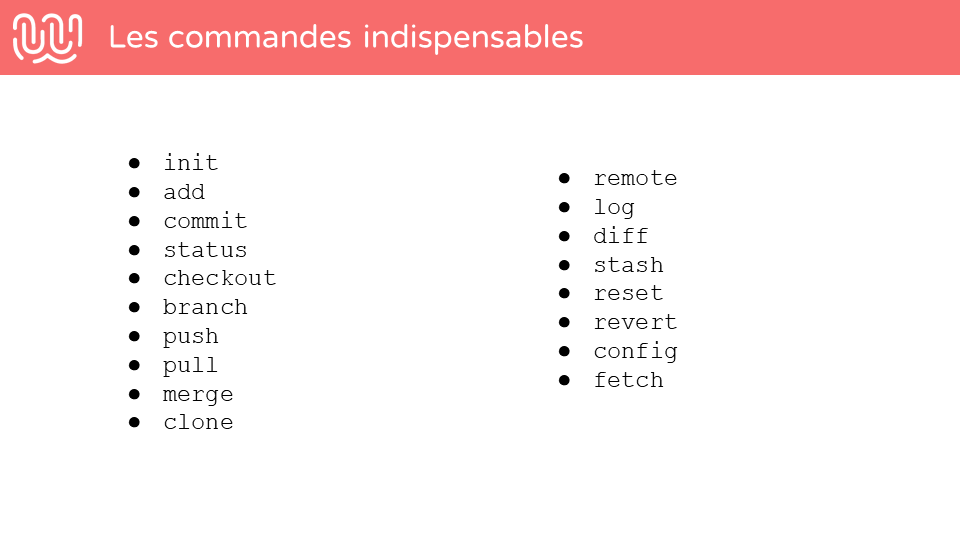 Les commandes indispensables
● init
● add
● commit
● status
● checkout
● branch
● push
● pull
● merge
● clone
● remote
● log
● diff
● stash
● reset
● revert
● config
● fetch